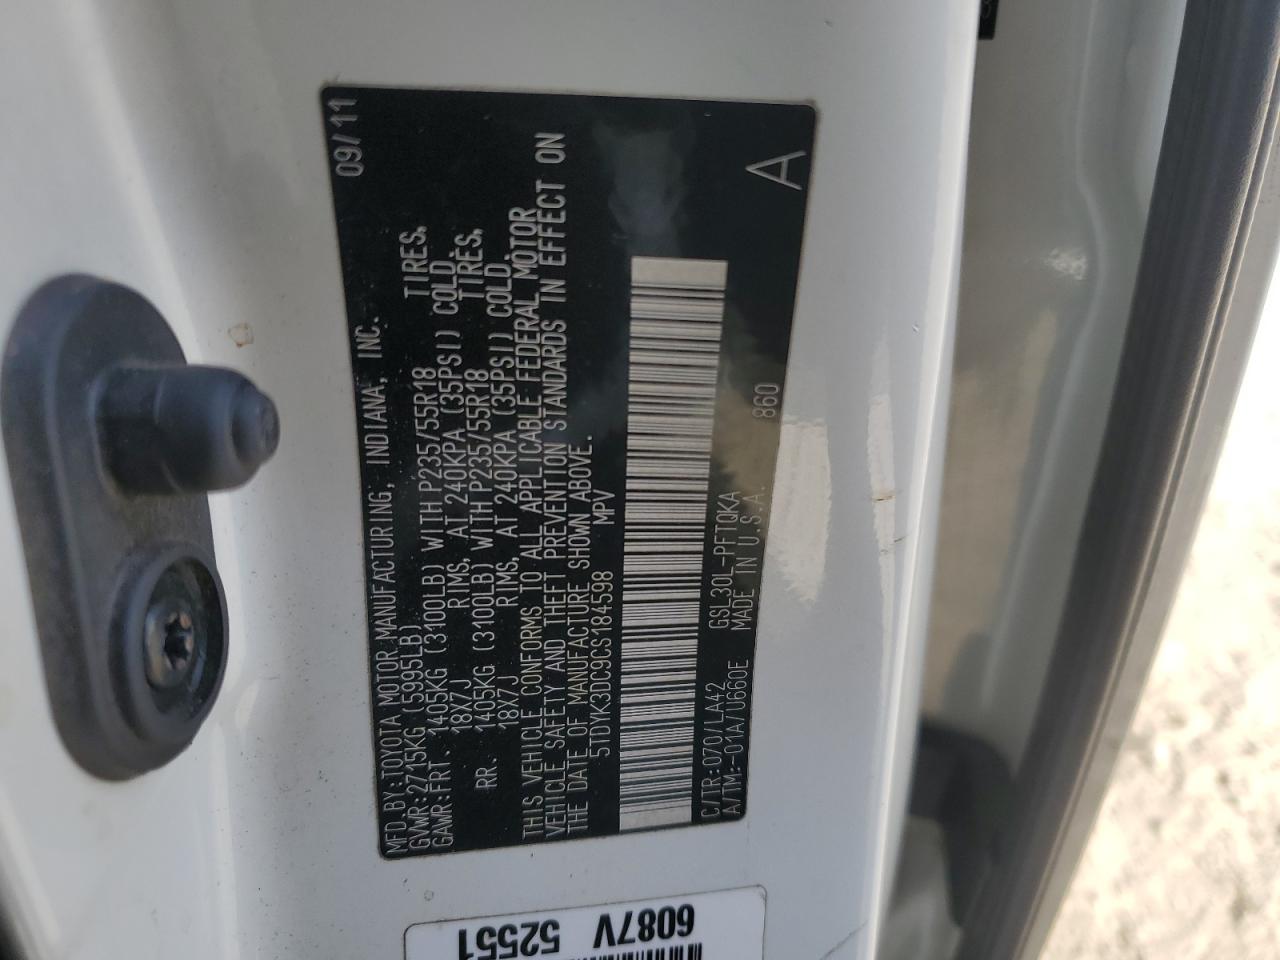 MFD.BY:TOYOTA MOTOR MANUFACTURING, INDIANA, INC. 09/11
GVWR:2715KG (5995LB)
GAWR:FRT 1405KG (3100LB) WITH P235/55R18 TIRES,
18X7J RIMS, AT 240KPA (35PSI) COLD.
RR. 1405KG (3100LB) WITH P235/55R18 TIRES,
18X7J RIMS, AT 240KPA (35PSI) COLD
THIS VEHICLE CONFORMS TO ALL APPLICABLE FEDERAL MOTOR
VEHICLE SAFETY AND THEFT PREVENTION STANDARDS IN EFFECT ON
THE DATE OF MANUFACTURE SHOWN ABOVE.
5TDYK3DC9CS184598 MPV
C/TR:070/LA42 GSL30L-PFTQKA
A/TM:-01A/U660E MADE IN U.S.A. 860 A
6087V
52551